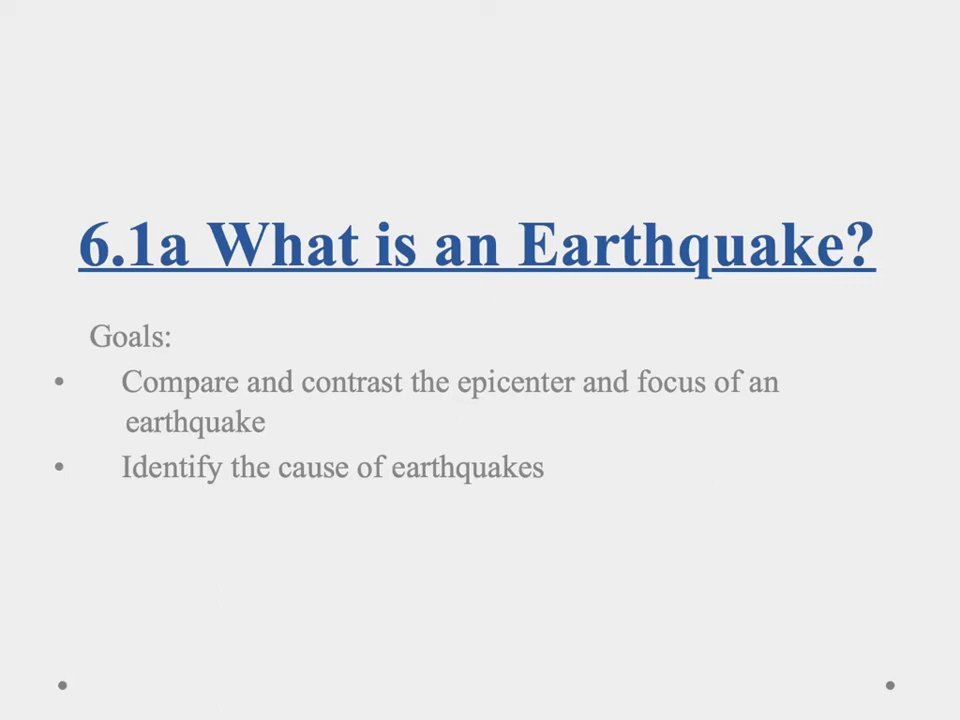 6.1a What is an Earthquake?
Goals:
• Compare and contrast the epicenter and focus of an
earthquake
• Identify the cause of earthquakes